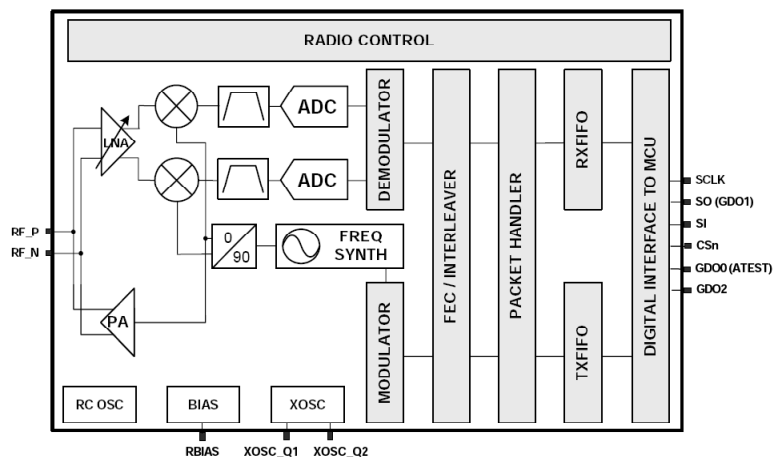 RADIO CONTROL
LNA
ADC
ADC
DEMODULATOR
FEC / INTERLEAVER
PACKET HANDLER
RXFIFO
DIGITAL INTERFACE TO MCU
SCLK
SO (GDO1)
SI
CSn
GDO0 (ATEST)
GDO2
RF_P
RF_N
0
90
FREQ
SYNTH
PA
MODULATOR
TXFIFO
RC OSC
BIAS
XOSC
RBIAS
XOSC_Q1
XOSC_Q2